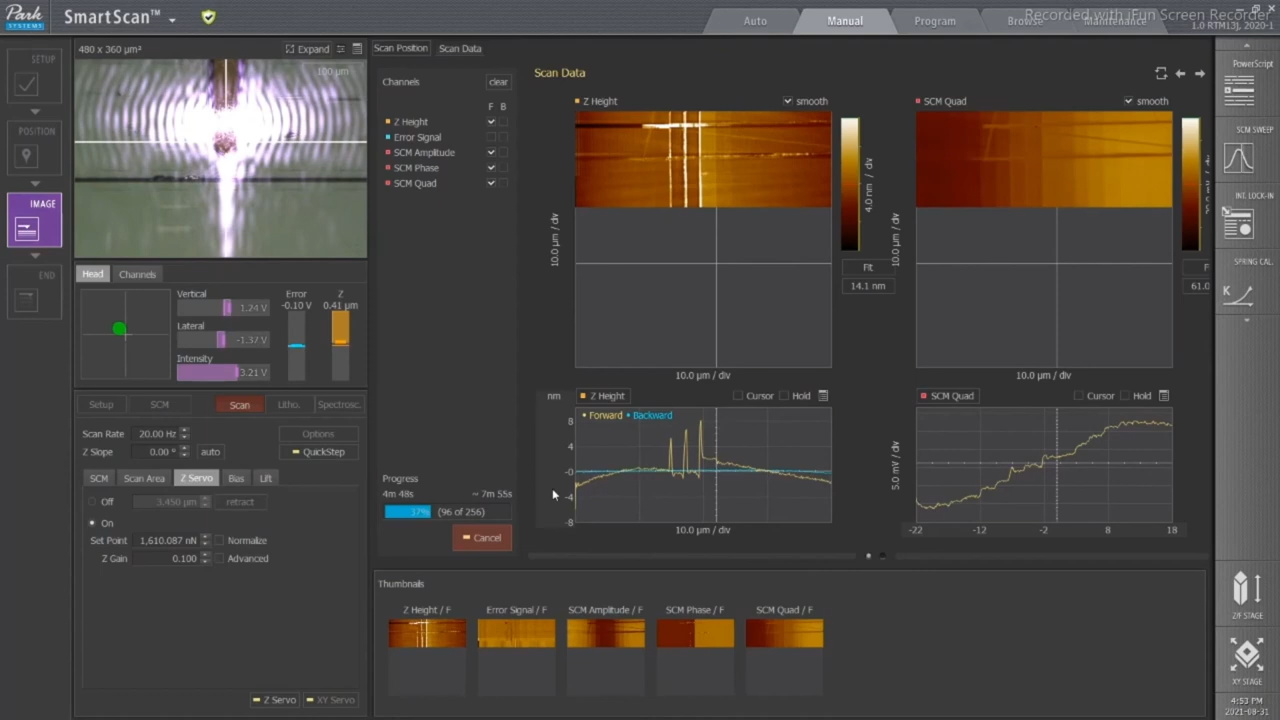 Park SYSTEMS
SmartScan™
Auto
Manual
Program
Browse
Maintenance
Recorded with iFun Screen Recorder
1.0 RTM13j, 2020-1
SETUP
POSITION
IMAGE
END
480 x 360 µm²
Expand
100 µm
Head
Channels
Vertical
1.24 V
Lateral
-1.37 V
Intensity
3.21 V
Error
-0.10 V
Z
0.41 µm
Setup
SCM
Scan
Litho.
Spectrosc.
Scan Rate 20.00 Hz
Options
Z Slope 0.00 ° auto
QuickStep
SCM
Scan Area
Z Servo
Bias
Lift
Off 3.450 µm retract
On
Set Point 1,610.087 nN Normalize
Z Gain 0.100 Advanced
Z Servo
XY Servo
Scan Position
Scan Data
Channels clear
F B
Z Height
Error Signal
SCM Amplitude
SCM Phase
SCM Quad
Progress
4m 48s ~ 7m 55s
37% (96 of 256)
Cancel
Scan Data
Z Height smooth
10.0 µm / div
4.0 nm / div
Fit
14.1 nm
10.0 µm / div
SCM Quad smooth
10.0 µm / div
61.0
10.0 µm / div
nm
Z Height
Cursor
Hold
Forward
Backward
8
4
-0
-4
-8
10.0 µm / div
SCM Quad
Cursor
Hold
5.0 mV / div
-22
-12
-2
8
18
Thumbnails
Z Height / F
Error Signal / F
SCM Amplitude / F
SCM Phase / F
SCM Quad / F
PowerScript
SCM SWEEP
INT. LOCK-IN
SPRING CAL.
K
Z/F STAGE
XY STAGE
4:53 PM
2021-08-31